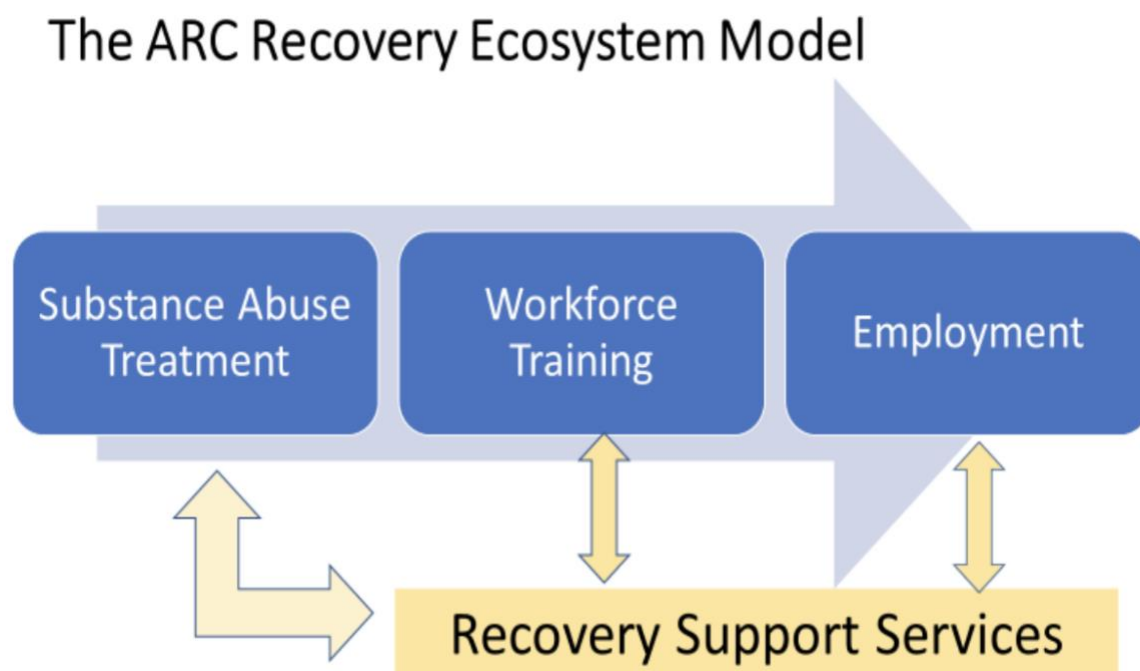 The ARC Recovery Ecosystem Model
Substance Abuse
Treatment
Workforce
Training
Employment
Recovery Support Services